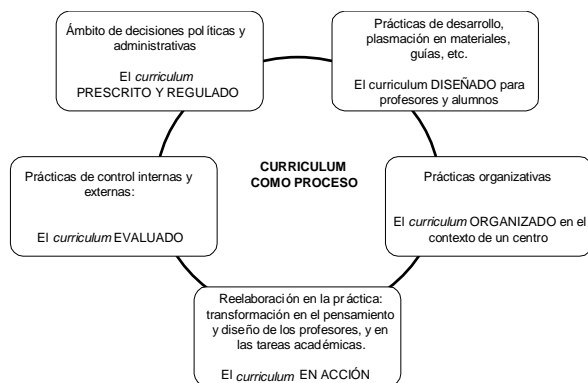 Ámbito de decisiones políticas y
administrativas
El curriculum
PRESCRITO Y REGULADO
Prácticas de desarrollo,
plasmación en materiales,
guías, etc.
El curriculum DISEÑADO para
profesores y alumnos
CURRICULUM
COMO PROCESO
Prácticas de control internas y
externas:
El curriculum EVALUADO
Prácticas organizativas
El curriculum ORGANIZADO en el
contexto de un centro
Reelaboración en la práctica:
transformación en el pensamiento
y diseño de los profesores, y en
las tareas académicas.
El curriculum EN ACCIÓN